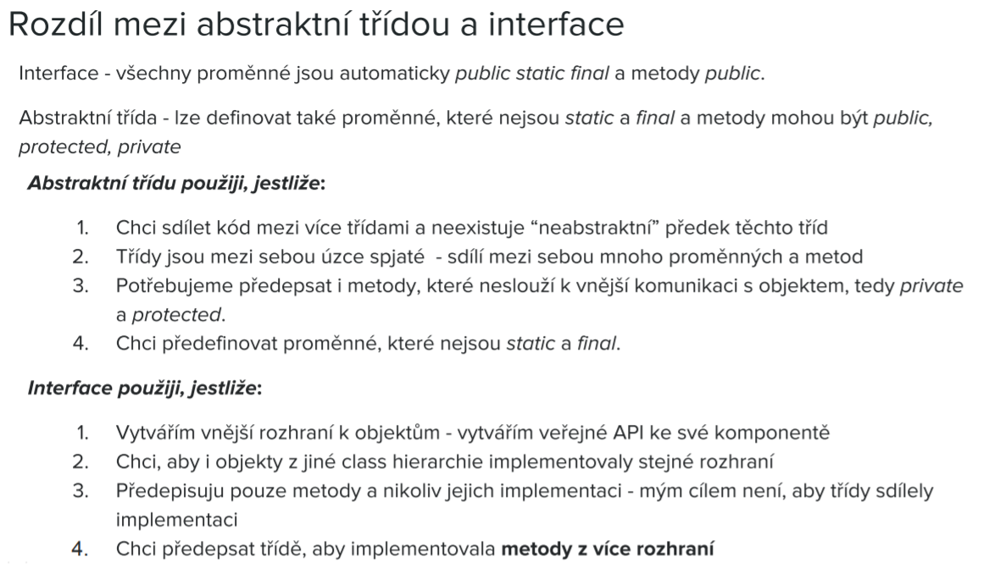 Rozdíl mezi abstraktní třídou a interface
Interface - všechny proměnné jsou automaticky public static final a metody public.
Abstraktní třída - lze definovat také proměnné, které nejsou static a final a metody mohou být public,
protected, private
Abstraktní třídu použiji, jestliže:
1. Chci sdílet kód mezi více třídami a neexistuje “neabstraktní” předek těchto tříd
2. Třídy jsou mezi sebou úzce spjaté - sdílí mezi sebou mnoho proměnných a metod
3. Potřebujeme předepsat i metody, které neslouží k vnější komunikaci s objektem, tedy private
a protected.
4. Chci předefinovat proměnné, které nejsou static a final.
Interface použiji, jestliže:
1. Vytvářím vnější rozhraní k objektům - vytvářím veřejné API ke své komponentě
2. Chci, aby i objekty z jiné class hierarchie implementovaly stejné rozhraní
3. Předepisuju pouze metody a nikoliv jejich implementaci - mým cílem není, aby třídy sdílely
implementaci
4. Chci předepsat třídě, aby implementovala metody z více rozhraní